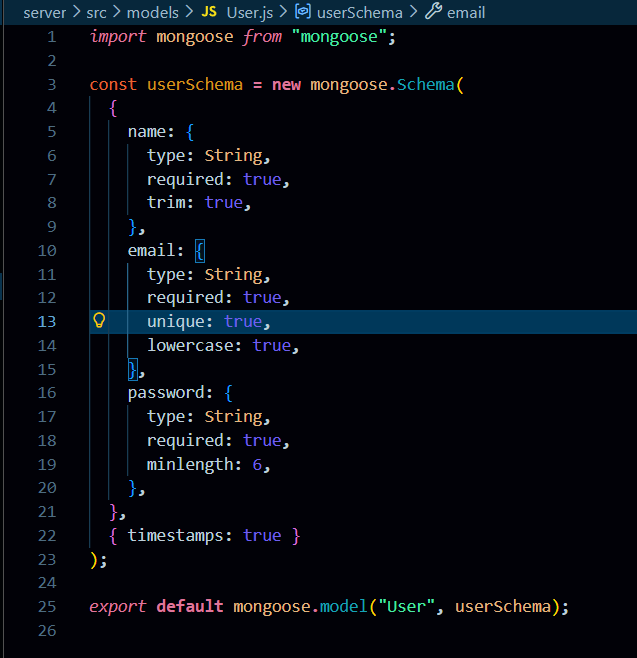 server > src > models > JS User.js > userSchema > email
1 import mongoose from "mongoose";
2
3 const userSchema = new mongoose.Schema(
4   {
5     name: {
6       type: String,
7       required: true,
8       trim: true,
9     },
10     email: {
11       type: String,
12       required: true,
13       unique: true,
14       lowercase: true,
15     },
16     password: {
17       type: String,
18       required: true,
19       minlength: 6,
20     },
21   },
22   { timestamps: true }
23 );
24
25 export default mongoose.model("User", userSchema);
26